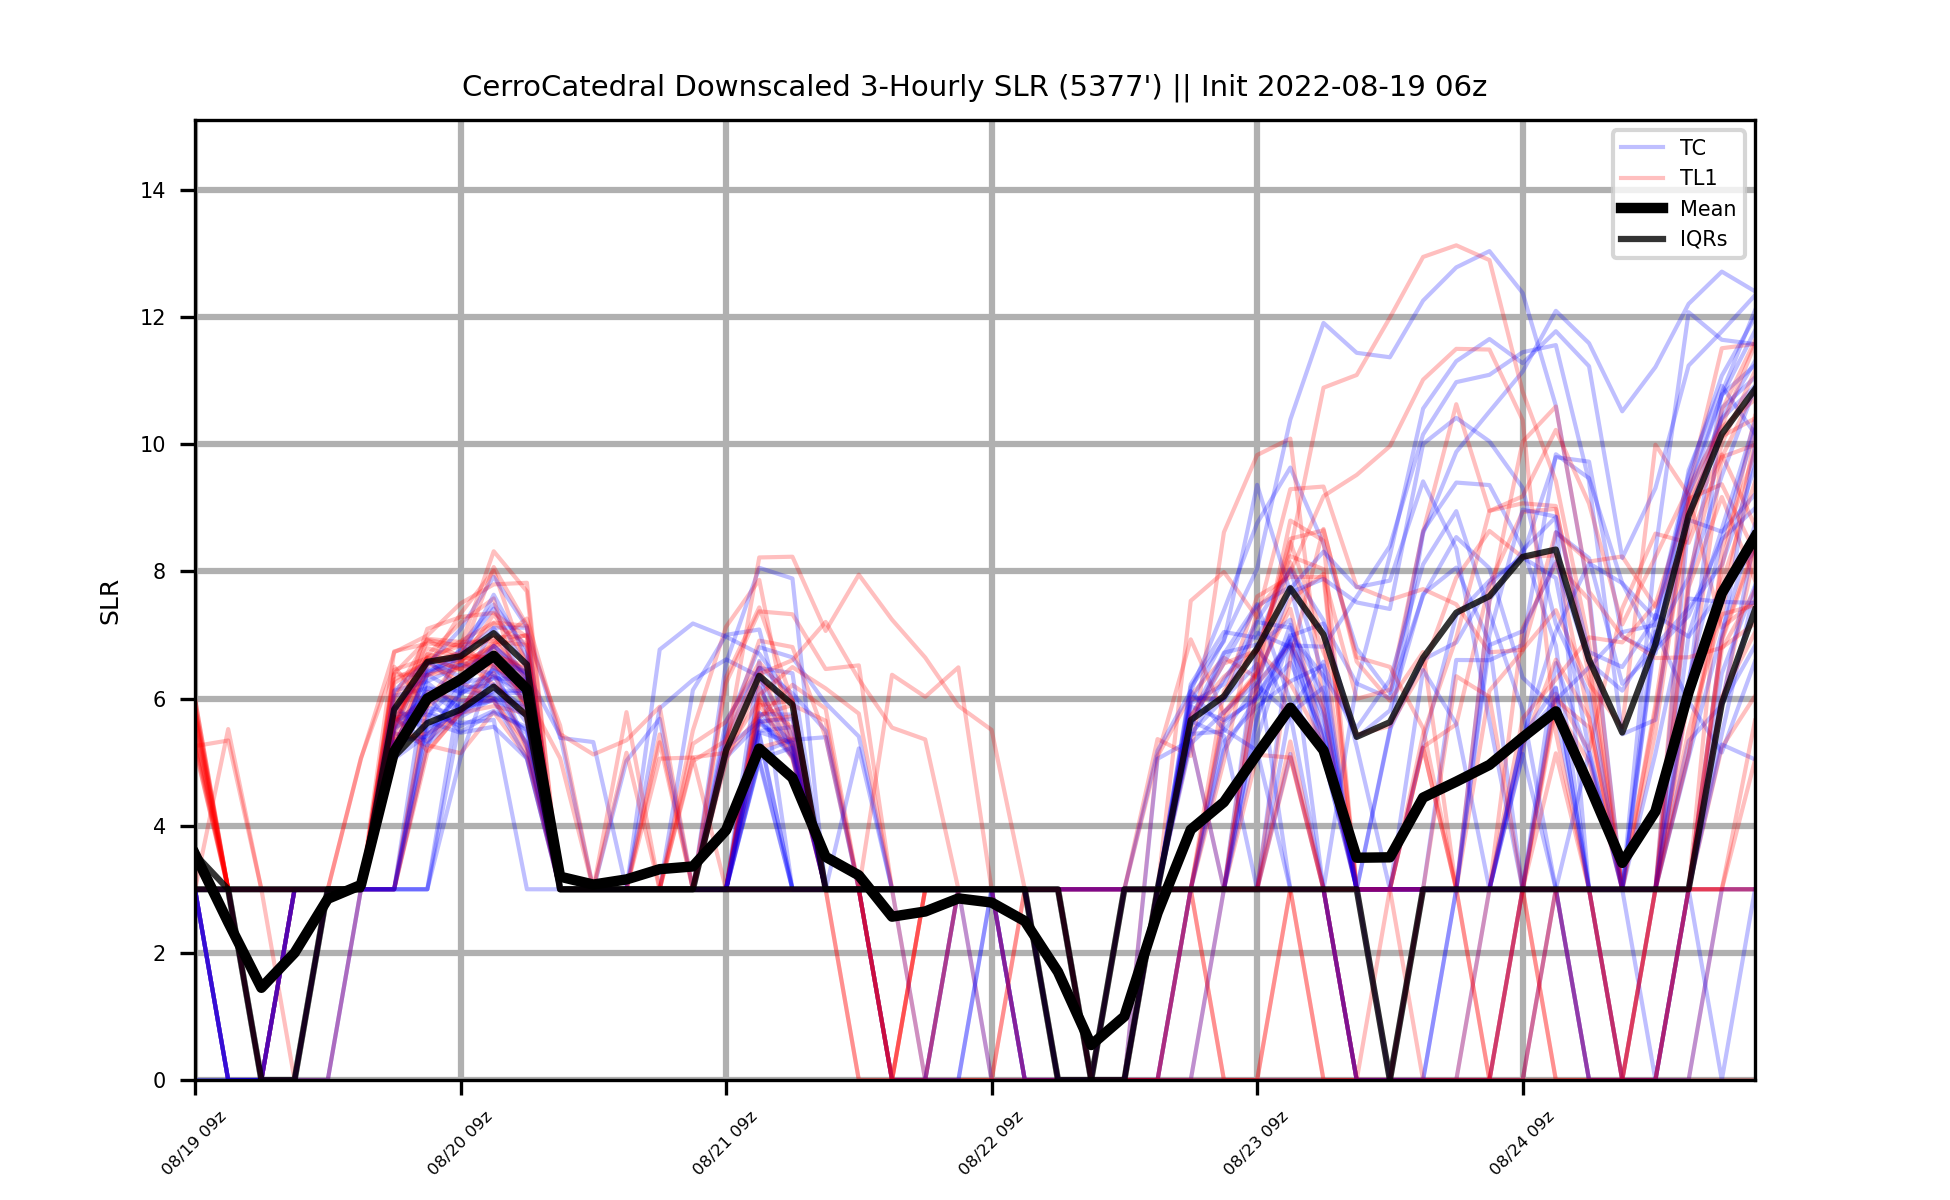 CerroCatedral Downscaled 3-Hourly SLR (5377') || Init 2022-08-19 06z
TC
TL1
Mean
IQRs
SLR
14
12
10
8
6
4
2
0
08/19 09z
08/20 09z
08/21 09z
08/22 09z
08/23 09z
08/24 09z